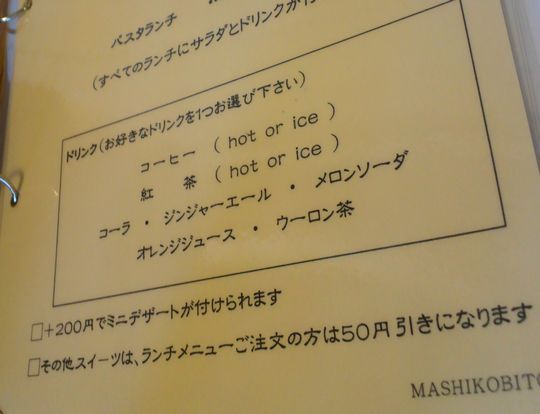 パスタランチ
(すべてのランチにサラダとドリンクが付
ドリンク(お好きなドリンクを1つお選び下さい)
コーヒー ( hot or ice )
紅 茶 ( hot or ice )
コーラ ・ ジンジャーエール ・ メロンソーダ
オレンジジュース ・ ウーロン茶
□+200円でミニデザートが付けられます
□その他スイーツは、ランチメニューご注文の方は50円引きになります
MASHIKOBITO